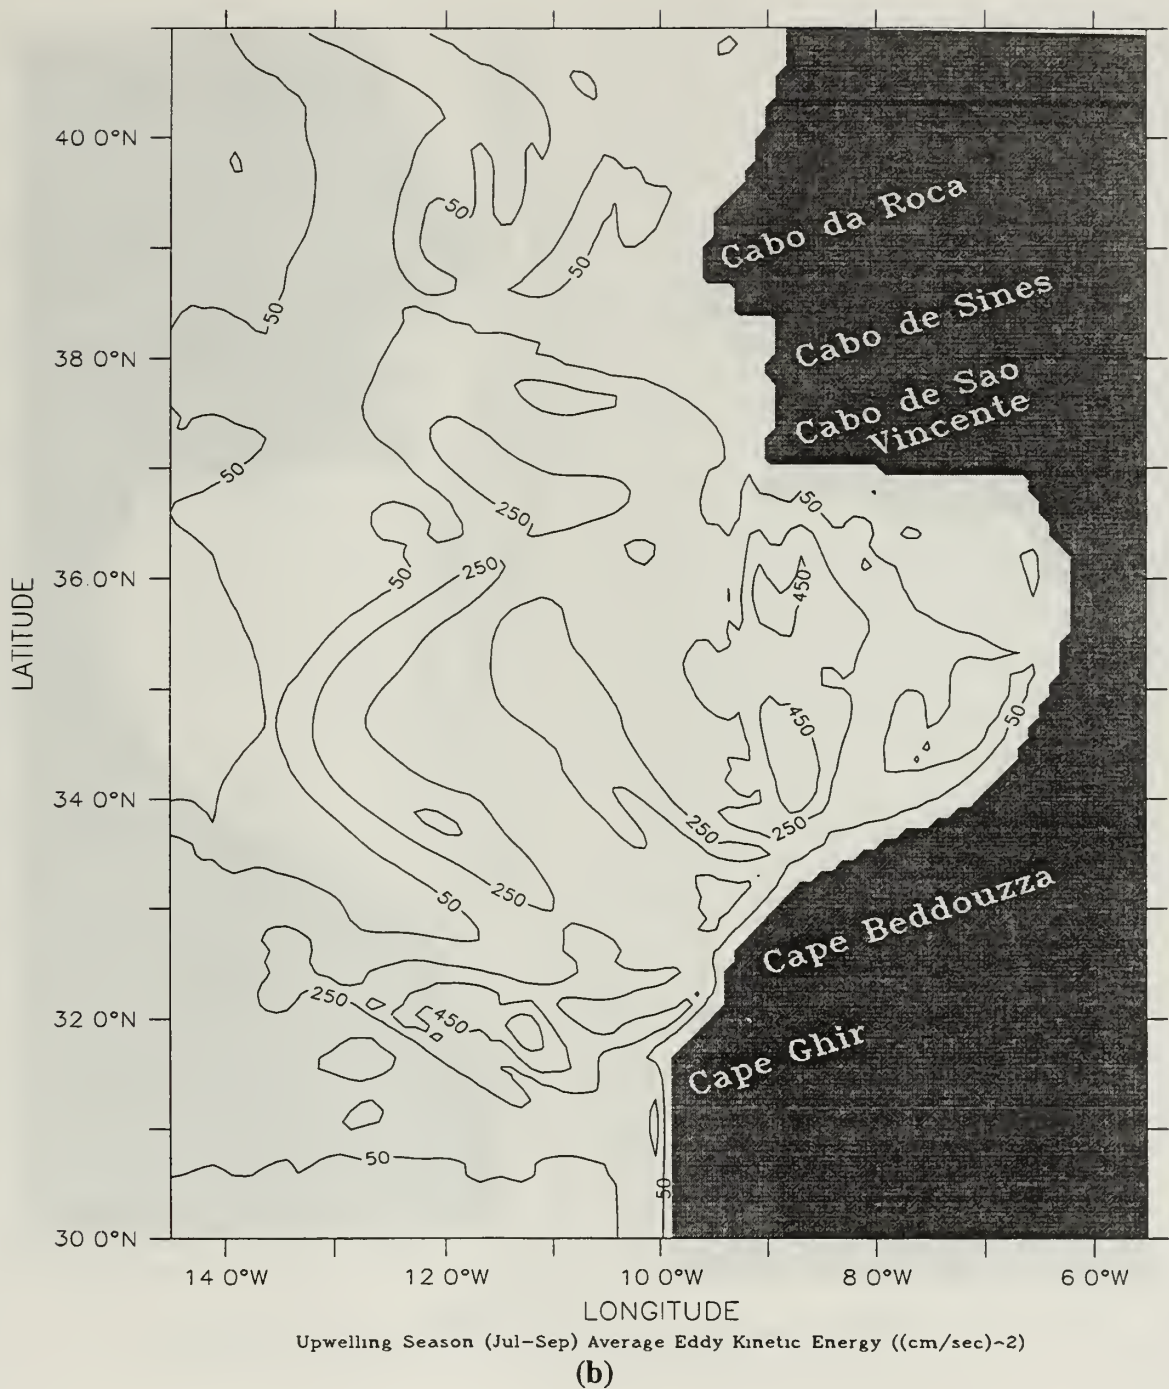 40 0°N
38 0°N
36.0°N
34 0°N
32 0°N
30 0°N
LATITUDE
50
50
50
50
50
250
50
250
50
450
450
50
250
250
250
50
250
450
50
50
Cabo da Roca
Cabo de Sines
Cabo de Sao
Vincente
Cape Beddouzza
Cape Ghir
14 0°W
12 0°W
10 0°W
8 0°W
6 0°W
LONGITUDE
Upwelling Season (Jul-Sep) Average Eddy Kinetic Energy ((cm/sec)~2)
(b)